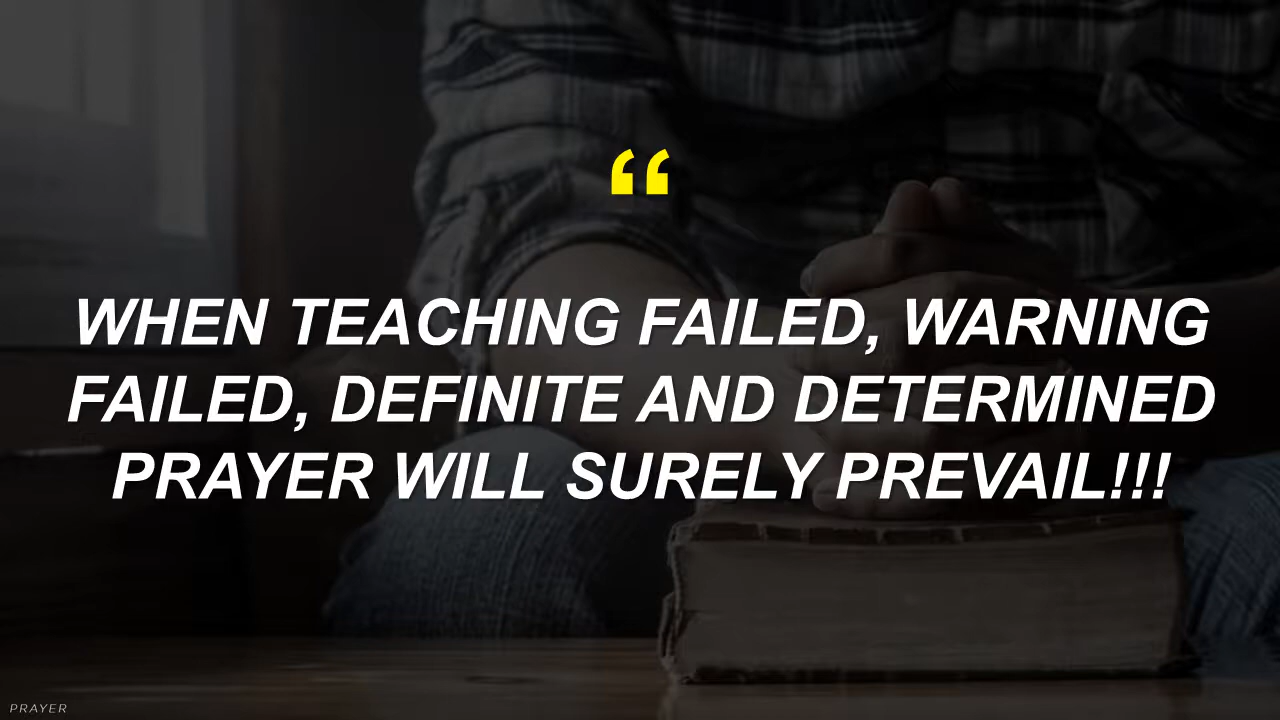 “
WHEN TEACHING FAILED, WARNING
FAILED, DEFINITE AND DETERMINED
PRAYER WILL SURELY PREVAIL!!!
PRAYER